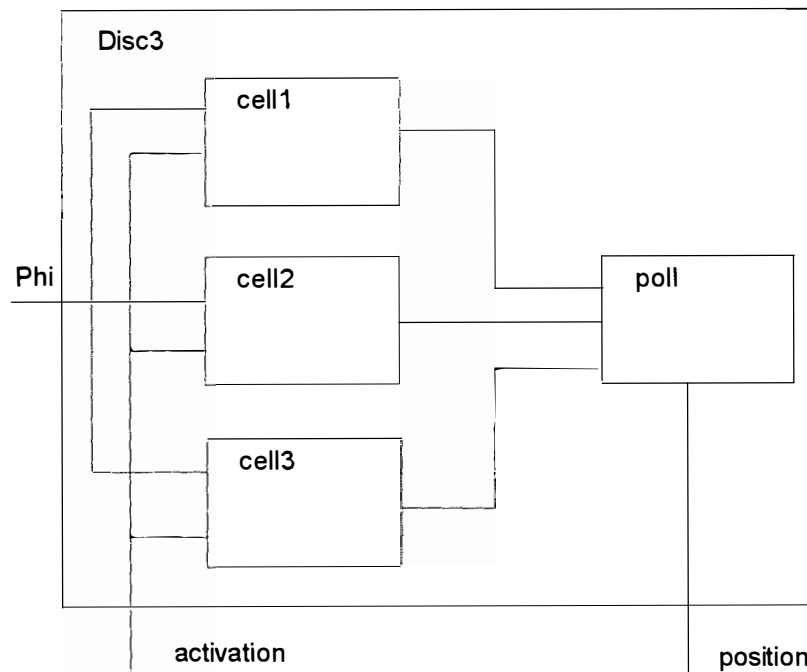 Disc3
cell1
Phi
cell2
poll
cell3
activation
position